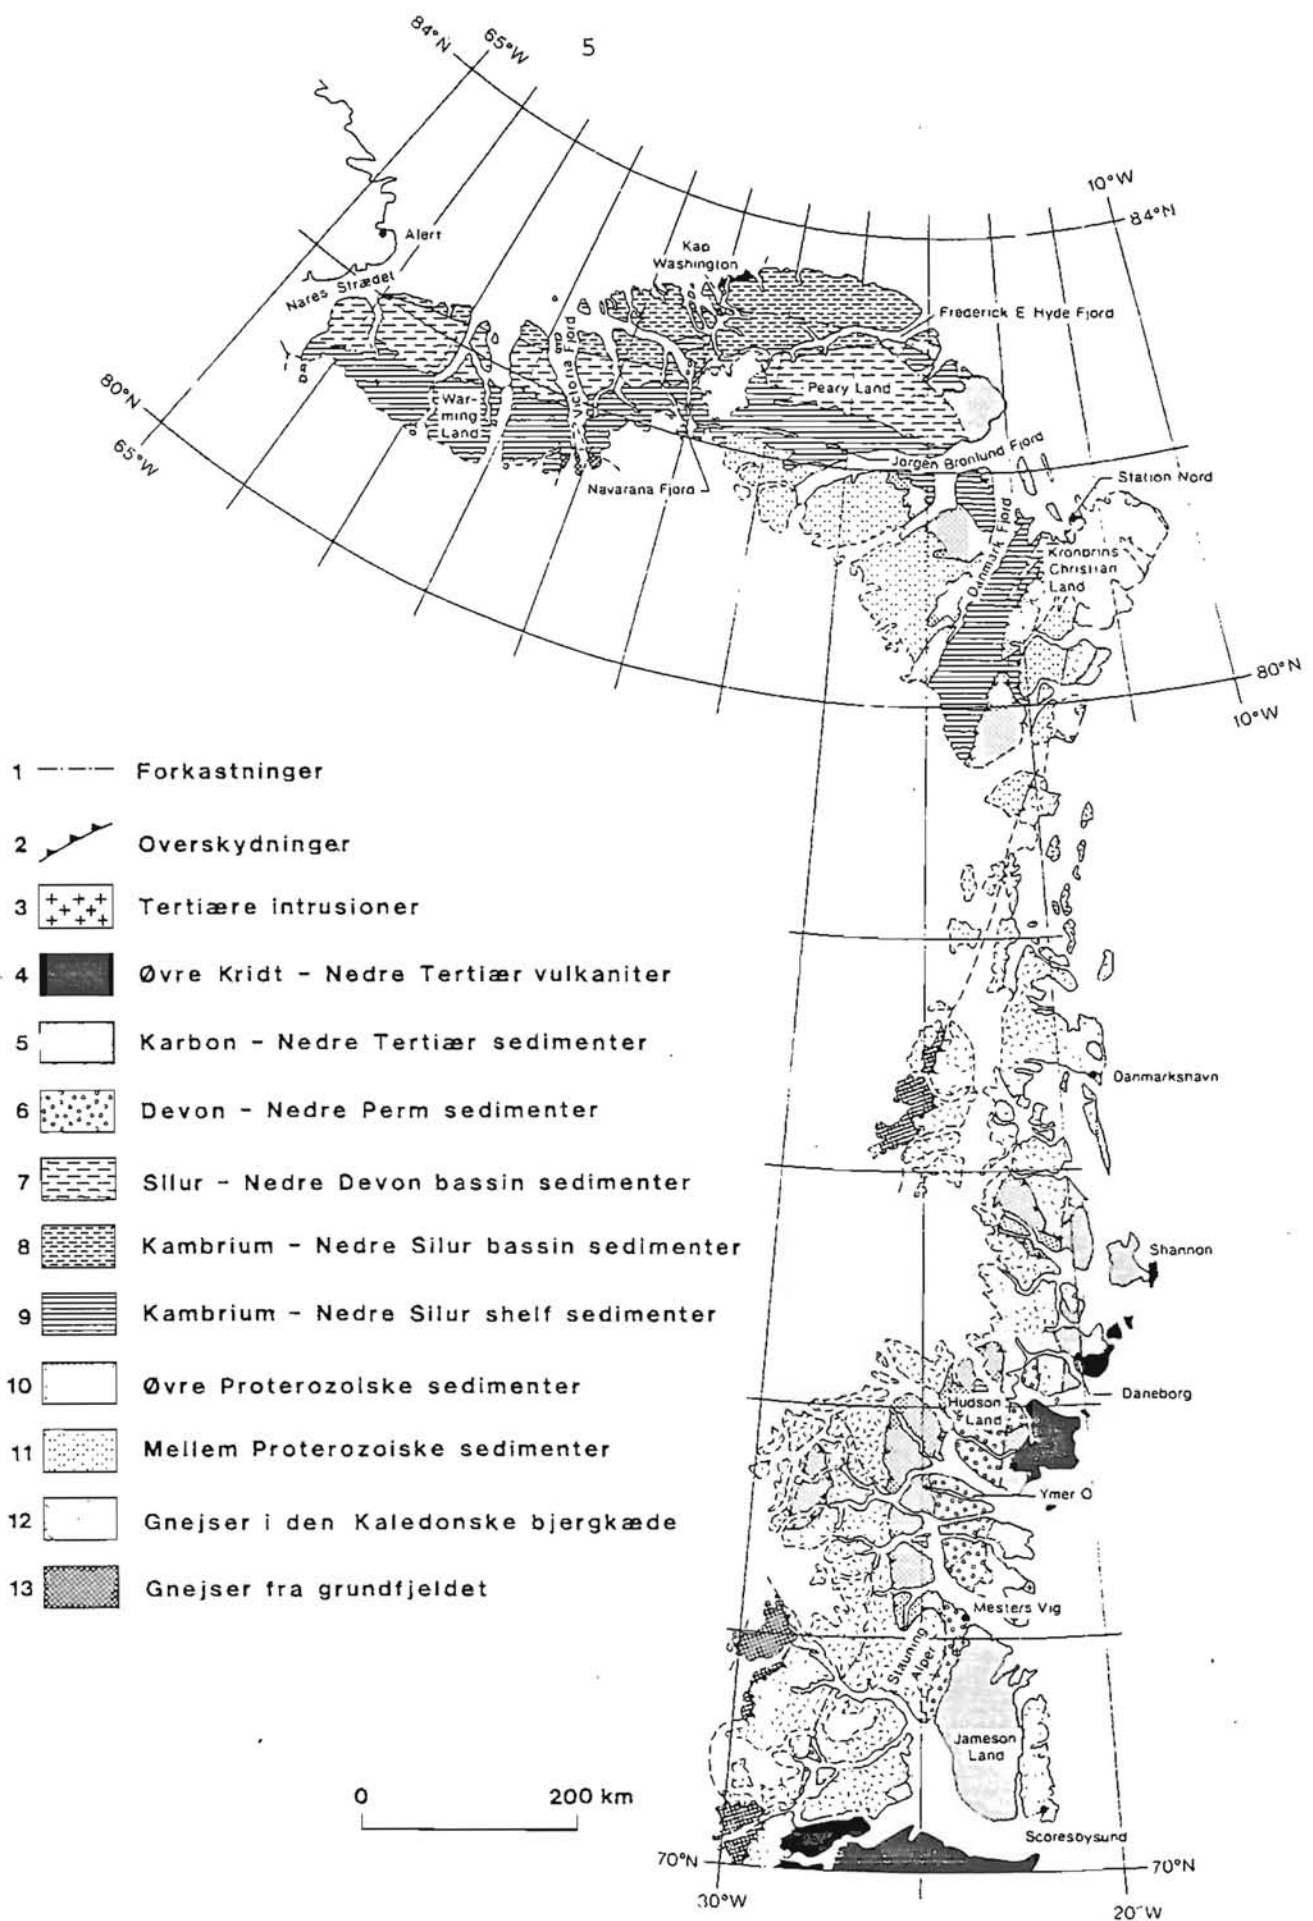 5
84°N
65°W
10°W
84°N
Alert
Nares Strædet
Kap
Washington
Frederick E Hyde Fjord
Victoria Fjord
Peary Land
War-
ming
Land
80°N
65°W
Jørgen Brønlund Fjord
Navarana Fjord
Station Nord
Danmark Fjord
Kronprins
Christian
Land
80°N
10°W
1 Forkastninger
2 Overskydninger
3 Tertiære intrusioner
4 Øvre Kridt – Nedre Tertiær vulkaniter
5 Karbon – Nedre Tertiær sedimenter
6 Devon – Nedre Perm sedimenter
7 Silur – Nedre Devon bassin sedimenter
8 Kambrium – Nedre Silur bassin sedimenter
9 Kambrium – Nedre Silur shelf sedimenter
10 Øvre Proterozoiske sedimenter
11 Mellem Proterozoiske sedimenter
12 Gnejser i den Kaledonske bjergkæde
13 Gnejser fra grundfjeldet
Danmarkshavn
Shannon
Daneborg
Hudson
Land
Ymer Ø
Mesters Vig
Stauning
Alper
Jameson
Land
0 200 km
Scoresbysund
70°N
70°N
30°W
20°W